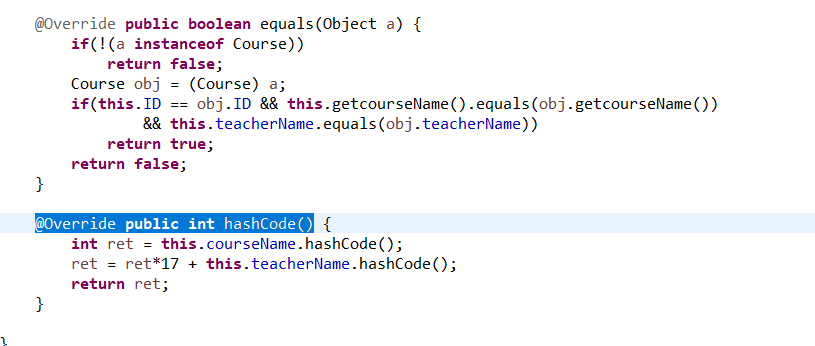 @Override public boolean equals(Object a) {
if(!(a instanceof Course))
return false;
Course obj = (Course) a;
if(this.ID == obj.ID && this.getcourseName().equals(obj.getcourseName())
&& this.teacherName.equals(obj.teacherName))
return true;
return false;
}
@Override public int hashCode() {
int ret = this.courseName.hashCode();
ret = ret*17 + this.teacherName.hashCode();
return ret;
}
}